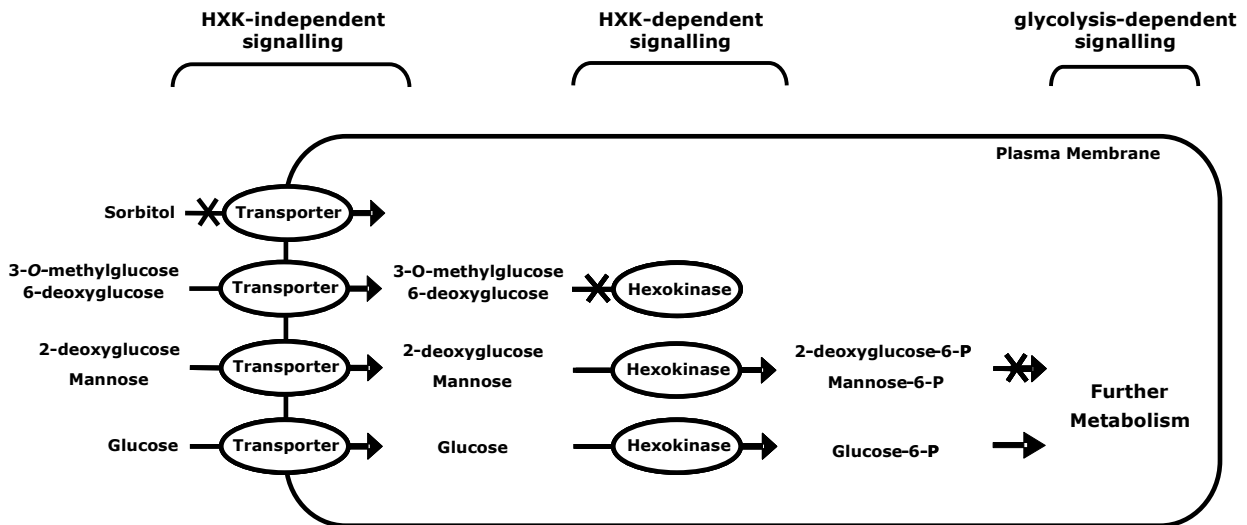 HXK-independent
signalling
HXK-dependent
signalling
glycolysis-dependent
signalling
Plasma Membrane
Sorbitol
Transporter
3-O-methylglucose
6-deoxyglucose
Transporter
3-O-methylglucose
6-deoxyglucose
Hexokinase
2-deoxyglucose
Mannose
Transporter
2-deoxyglucose
Mannose
Hexokinase
2-deoxyglucose-6-P
Mannose-6-P
Further
Metabolism
Glucose
Transporter
Glucose
Hexokinase
Glucose-6-P